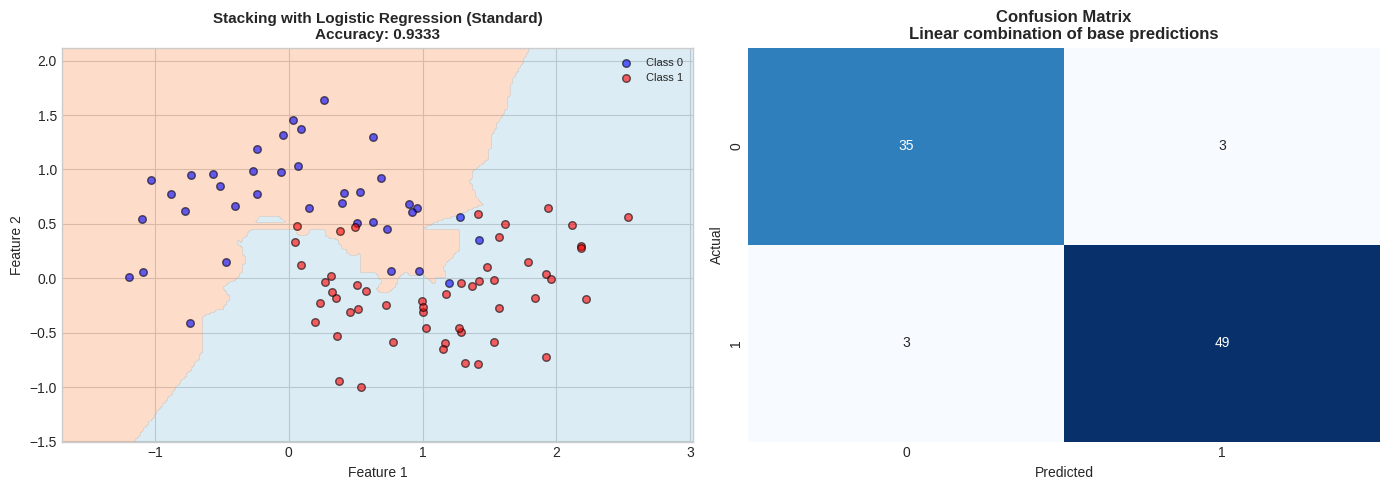 Stacking with Logistic Regression (Standard)
Accuracy: 0.9333
Class 0
Class 1
2.0
1.5
1.0
0.5
0.0
−0.5
−1.0
−1.5
Feature 2
−1
0
1
2
3
Feature 1
Confusion Matrix
Linear combination of base predictions
35
3
3
49
0
1
Actual
0
1
Predicted